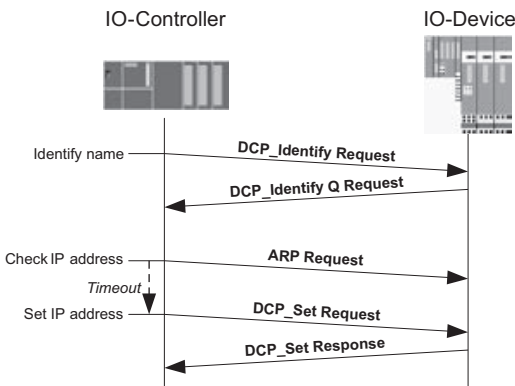 IO-Controller
IO-Device
Identify name
DCP_Identify Request
DCP_Identify Q Request
Check IP address
ARP Request
Timeout
Set IP address
DCP_Set Request
DCP_Set Response